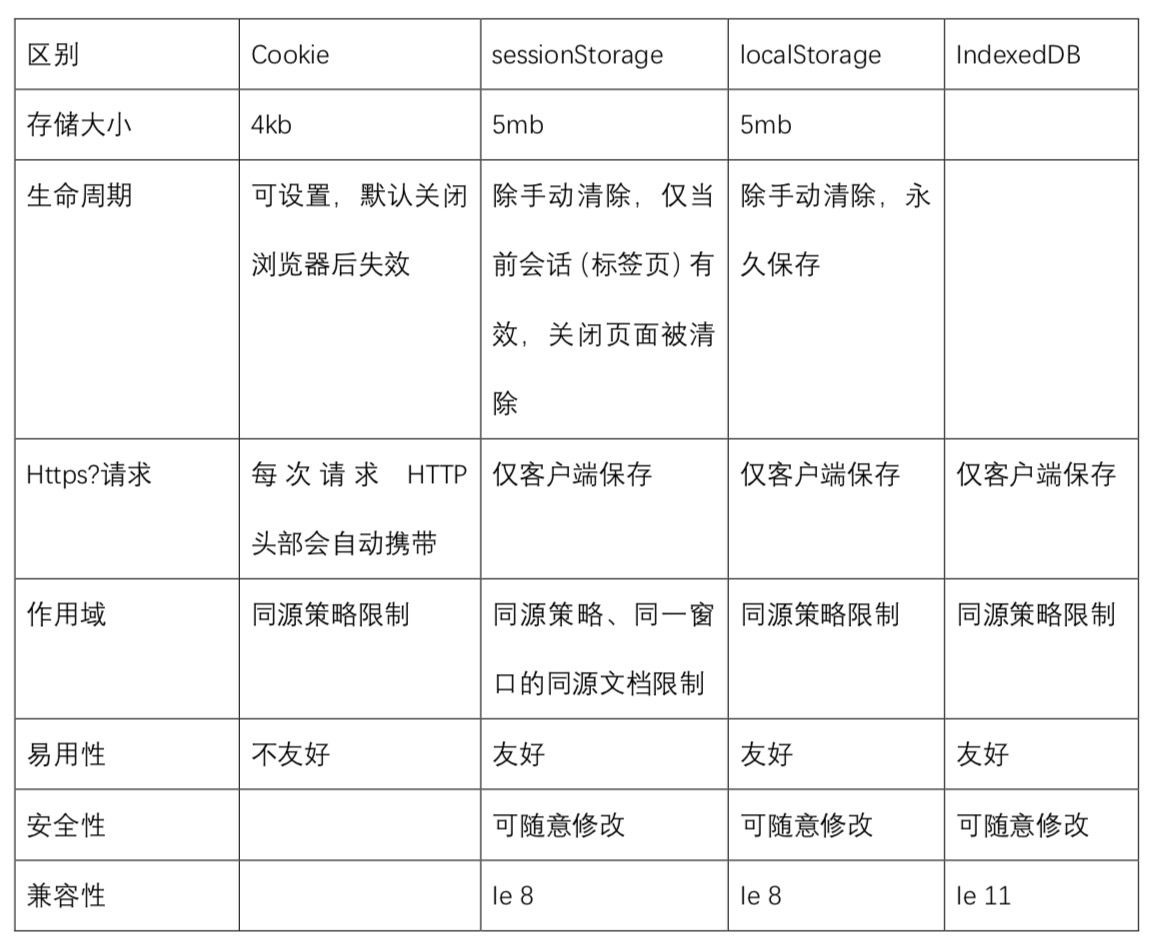 区别 Cookie sessionStorage localStorage IndexedDB
存储大小 4kb 5mb 5mb
生命周期 可设置，默认关闭 除手动清除，仅当 除手动清除，永
浏览器后失效 前会话(标签页)有 久保存
效，关闭页面被清
除
Https?请求 每次请求 HTTP 仅客户端保存 仅客户端保存 仅客户端保存
头部会自动携带
作用域 同源策略限制 同源策略、同一窗 同源策略限制 同源策略限制
口的同源文档限制
易用性 不友好 友好 友好 友好
安全性 可随意修改 可随意修改 可随意修改
兼容性 Ie 8 Ie 8 Ie 11